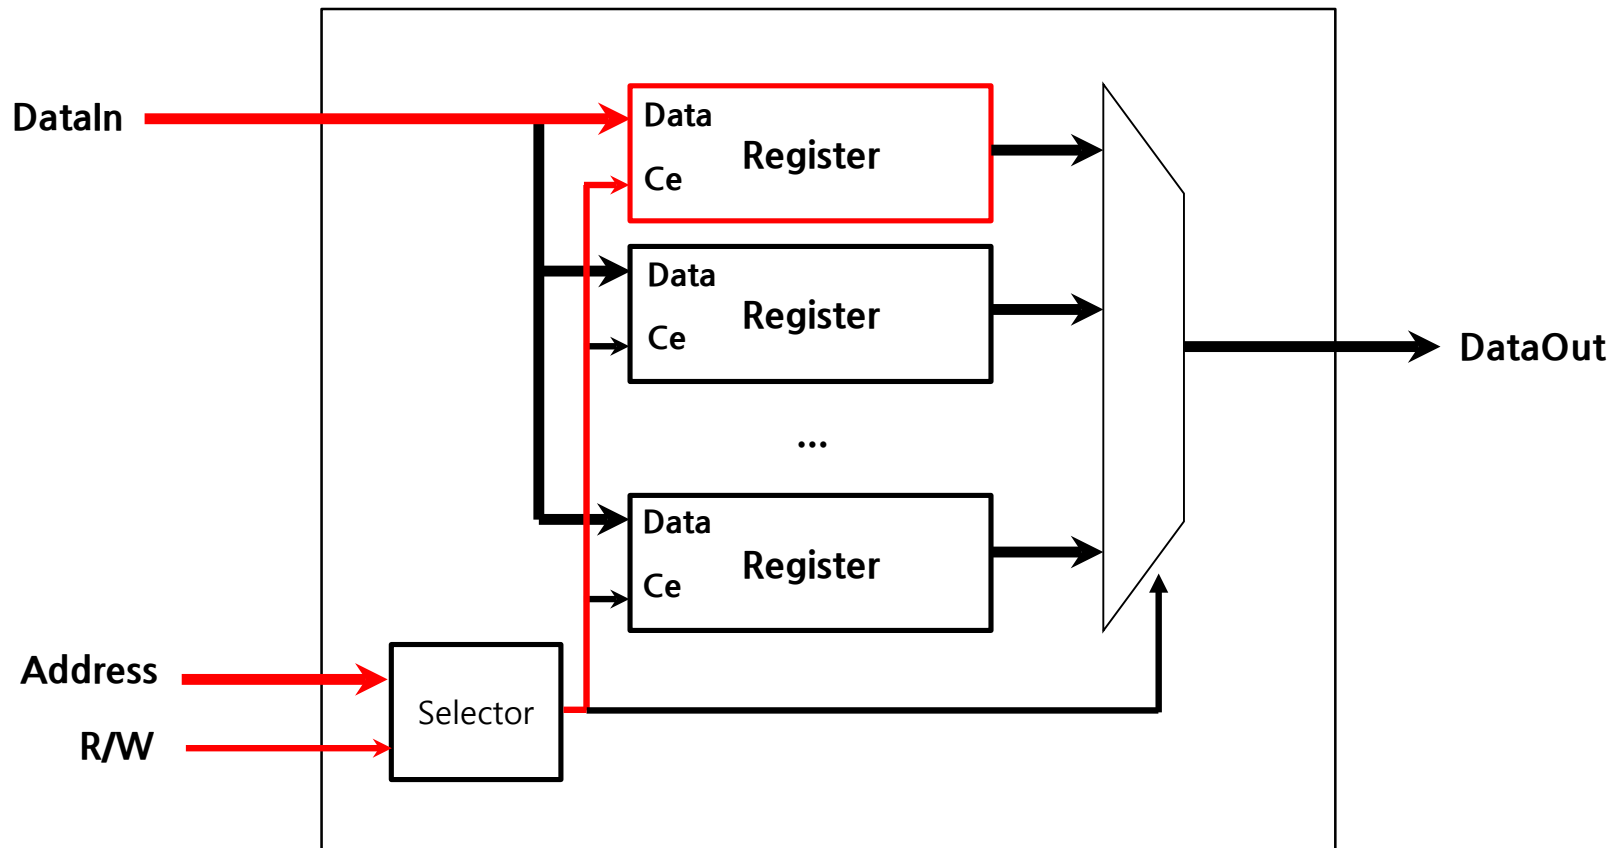 DataIn
Data
Register
Ce
Data
Register
Ce
DataOut
...
Data
Register
Ce
Address
Selector
R/W